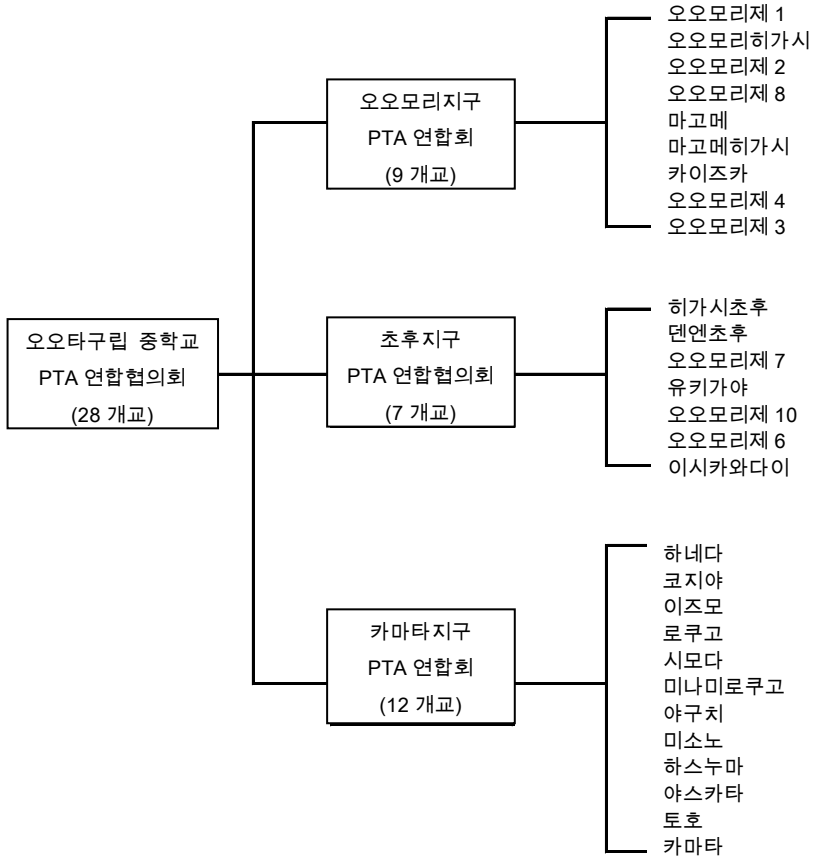 오오타구립 중학교
PTA 연합협의회
(28 개교)
오오모리지구
PTA 연합회
(9 개교)
오오모리제 1
오오모리히가시
오오모리제 2
오오모리제 8
마고메
마고메히가시
카이즈카
오오모리제 4
오오모리제 3
초후지구
PTA 연합협의회
(7 개교)
히가시초후
덴엔초후
오오모리제 7
유키가야
오오모리제 10
오오모리제 6
이시카와다이
카마타지구
PTA 연합회
(12 개교)
하네다
코지야
이즈모
로쿠고
시모다
미나미로쿠고
야구치
미소노
하스누마
야스카타
토호
카마타